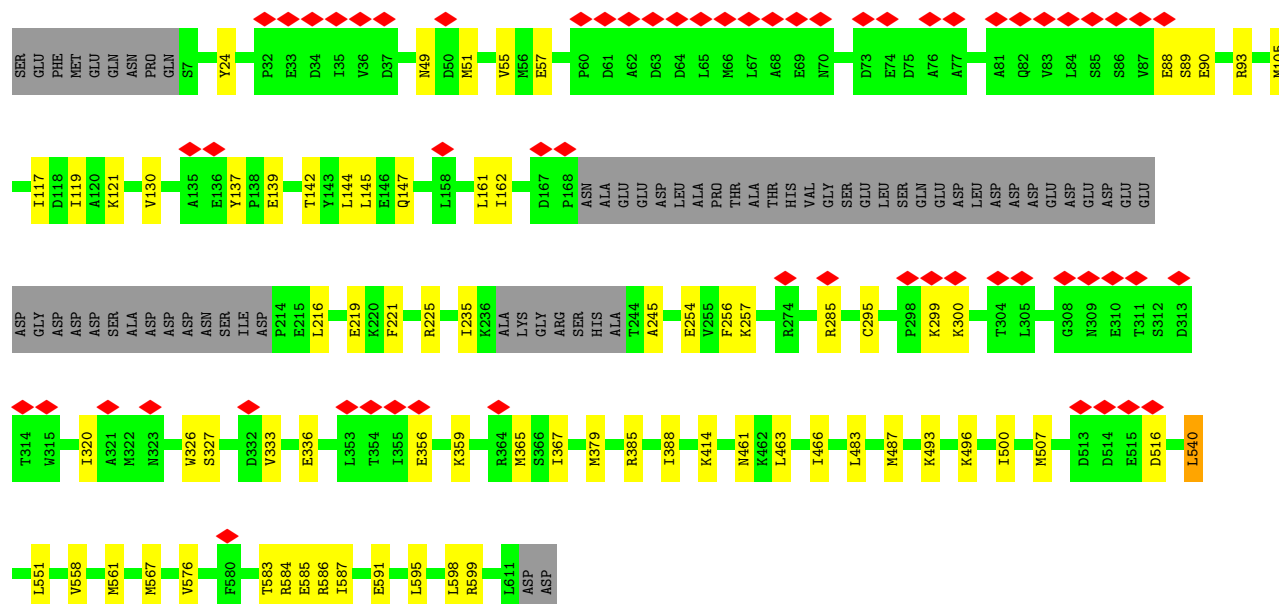 SER GLU PHE MET GLU GLN ASN PRO GLN S7 Y24 P32 E33 D34 I35 V36 D37 N49 D50 M51 V55 M56 E57 P60 D61 A62 D63 D64 L65 M66 L67 A68 E69 N70 D73 E74 D75 A76 A77 A81 Q82 V83 L84 S85 S86 V87 E88 S89 E90 R93 M105
I117 D118 I119 A120 K121 V130 A135 E136 Y137 P138 E139 T142 Y143 L144 L145 E146 Q147 L158 L161 I162 D167 P168 ASN ALA GLU GLU ASP LEU ALA PRO THR ALA THR HIS VAL GLY SER GLU LEU SER GLN GLU ASP LEU ASP ASP ASP GLU ASP GLU ASP GLU GLU
ASP GLY ASP ASP ASP SER ALA ASP ASP ASP ASN SER ILE ASP P214 E215 L216 E219 K220 F221 R225 I235 K236 ALA LYS GLY ARG SER HIS ALA T244 A245 E254 V255 F256 K257 R274 R285 C295 P298 K299 K300 T304 L305 G308 N309 E310 T311 S312 D313
T314 W315 I320 A321 M322 N323 W326 S327 D332 V333 E336 L353 T354 I355 E356 K359 R364 M365 S366 I367 M379 R385 I388 K414 N461 K462 L463 I466 L483 M487 K493 K496 I500 M507 D513 D514 E515 D516 L540
L551 V558 M561 M567 V576 F580 T583 R584 E585 R586 I587 E591 L595 L598 R599 L611 ASP ASP